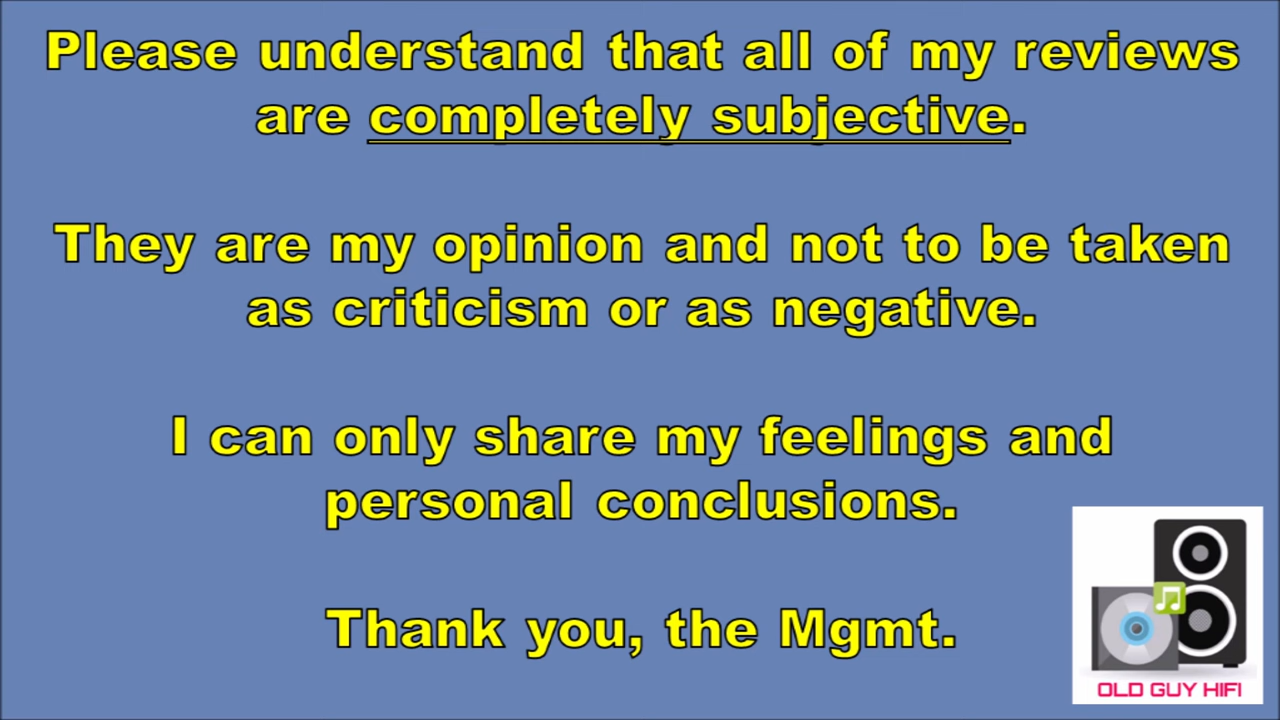 Please understand that all of my reviews
are completely subjective.
They are my opinion and not to be taken
as criticism or as negative.
I can only share my feelings and
personal conclusions.
Thank you, the Mgmt.
OLD GUY HIFI